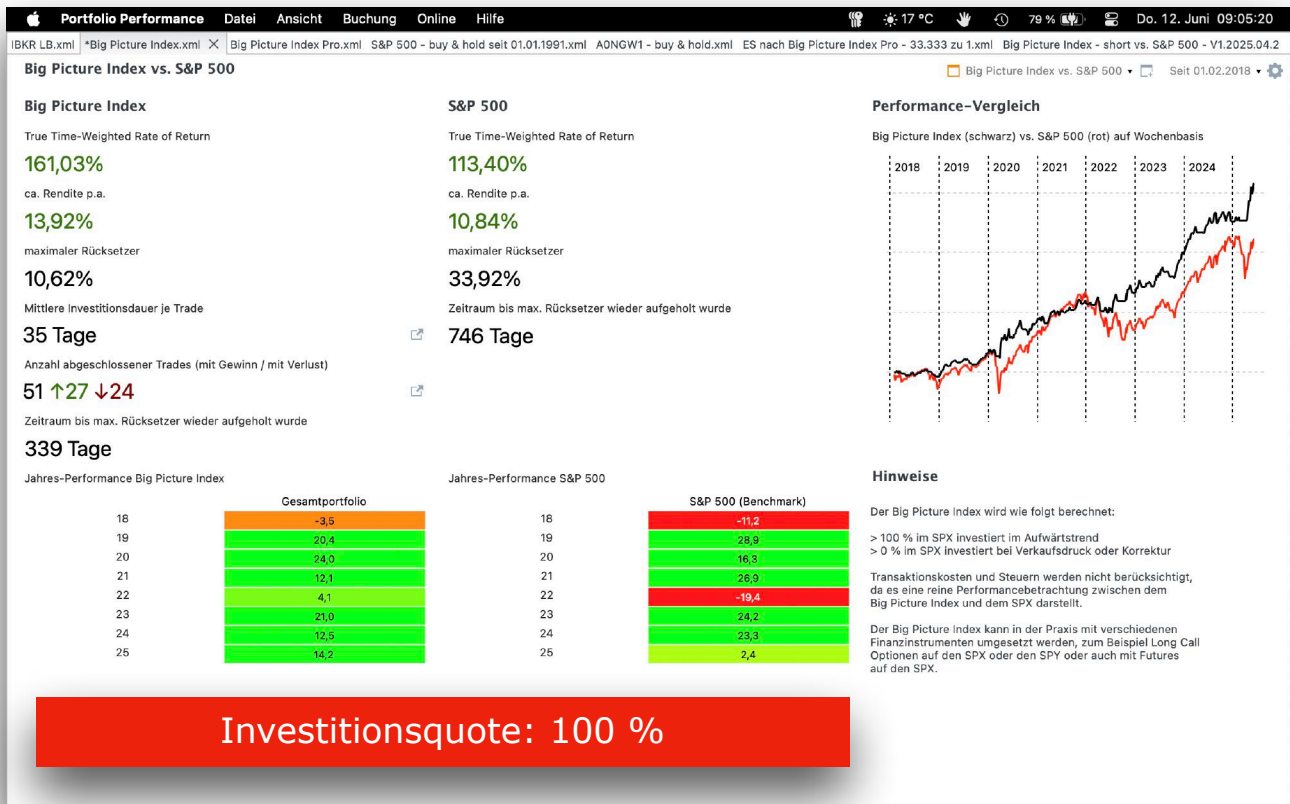 Portfolio Performance Datei Ansicht Buchung Online Hilfe 17 °C 79 % Do. 12. Juni 09:05:20
IBKR LB.xml *Big Picture Index.xml Big Picture Index Pro.xml S&P 500 - buy & hold seit 01.01.1991.xml A0NGW1 - buy & hold.xml ES nach Big Picture Index Pro - 33.333 zu 1.xml Big Picture Index - short vs. S&P 500 - V1.2025.04.2
Big Picture Index vs. S&P 500
Big Picture Index vs. S&P 500 Seit 01.02.2018
Big Picture Index
True Time-Weighted Rate of Return
161,03%
ca. Rendite p.a.
13,92%
maximaler Rücksetzer
10,62%
Mittlere Investitionsdauer je Trade
35 Tage
Anzahl abgeschlossener Trades (mit Gewinn / mit Verlust)
51 ↑27 ↓24
Zeitraum bis max. Rücksetzer wieder aufgeholt wurde
339 Tage
S&P 500
True Time-Weighted Rate of Return
113,40%
ca. Rendite p.a.
10,84%
maximaler Rücksetzer
33,92%
Zeitraum bis max. Rücksetzer wieder aufgeholt wurde
746 Tage
Performance-Vergleich
Big Picture Index (schwarz) vs. S&P 500 (rot) auf Wochenbasis
2018 2019 2020 2021 2022 2023 2024
Jahres-Performance Big Picture Index
Gesamtportfolio
18 -3,5
19 20,4
20 24,0
21 12,1
22 4,1
23 21,0
24 12,5
25 14,2
Jahres-Performance S&P 500
S&P 500 (Benchmark)
18 -11,2
19 28,9
20 16,3
21 26,9
22 -19,4
23 24,2
24 23,3
25 2,4
Hinweise
Der Big Picture Index wird wie folgt berechnet:
> 100 % im SPX investiert im Aufwärtstrend
> 0 % im SPX investiert bei Verkaufsdruck oder Korrektur
Transaktionskosten und Steuern werden nicht berücksichtigt,
da es eine reine Performancebetrachtung zwischen dem
Big Picture Index und dem SPX darstellt.
Der Big Picture Index kann in der Praxis mit verschiedenen
Finanzinstrumenten umgesetzt werden, zum Beispiel Long Call
Optionen auf den SPX oder den SPY oder auch mit Futures
auf den SPX.
Investitionsquote: 100 %